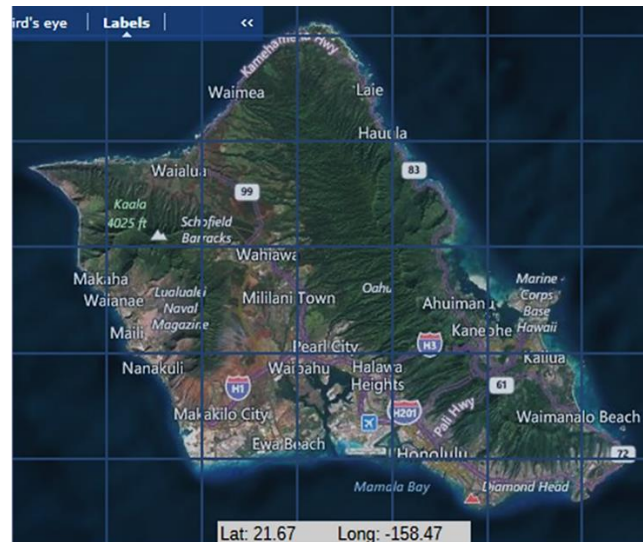 ird's eye Labels <<
Kamehameha Hwy
Waimea
Laie
Hauula
Waialua
83
99
Kaala
4025 ft
Schofield
Barracks
Wahiawa
Makaha
Waianae
Lualualei
Naval
Magazine
Mililani Town
Oahu
Marine
Corps
Base
Hawaii
Ahuimanu
Maili
Kaneohe
Pearl City
H3
Kailua
Nanakuli
Waipahu
Halawa
Heights
H1
61
Makakilo City
H201
Pali Hwy
Waimanalo Beach
Ewa Beach
Honolulu
72
Mamala Bay
Diamond Head
Lat: 21.67 Long: -158.47